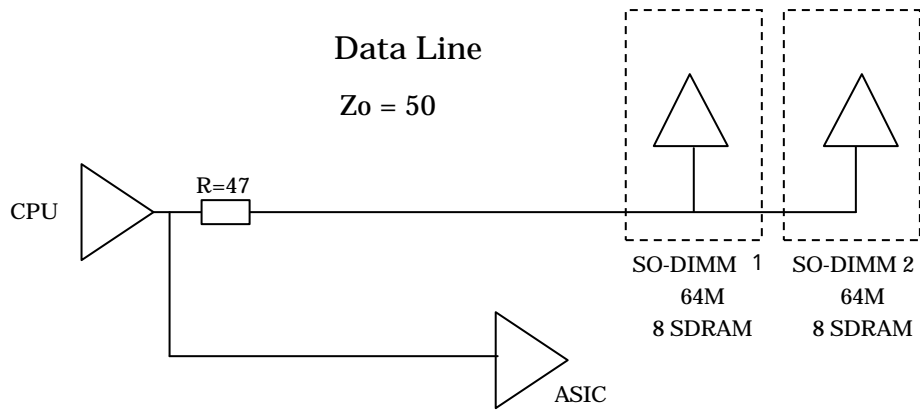 Data Line
Zo = 50
R=47
CPU
SO-DIMM 1
64M
8 SDRAM
SO-DIMM 2
64M
8 SDRAM
ASIC